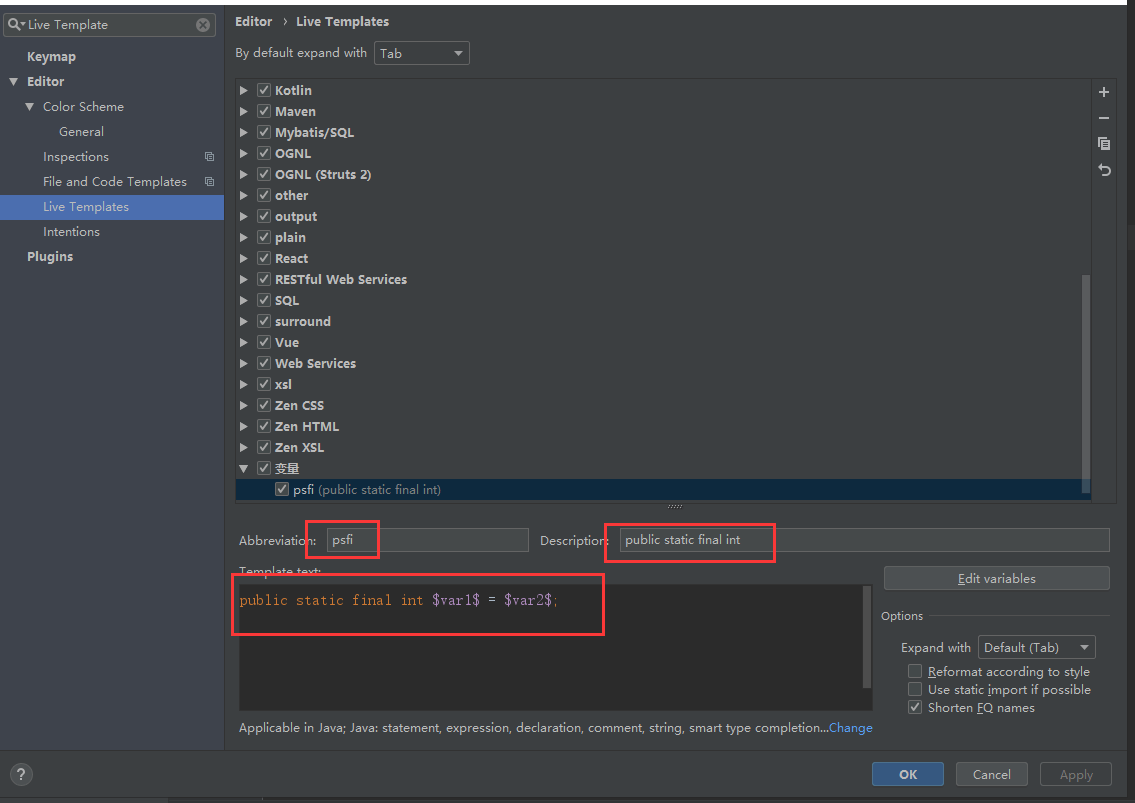 Live Template
Keymap
Editor
Color Scheme
General
Inspections
File and Code Templates
Live Templates
Intentions
Plugins
Editor › Live Templates
By default expand with Tab
Kotlin
Maven
Mybatis/SQL
OGNL
OGNL (Struts 2)
other
output
plain
React
RESTful Web Services
SQL
surround
Vue
Web Services
xsl
Zen CSS
Zen HTML
Zen XSL
变量
psfi (public static final int)
Abbreviation: psfi Description: public static final int
Template text:
public static final int $var1$ = $var2$;
Edit variables
Options
Expand with Default (Tab)
Reformat according to style
Use static import if possible
Shorten FQ names
Applicable in Java; Java: statement, expression, declaration, comment, string, smart type completion...Change
? OK Cancel Apply